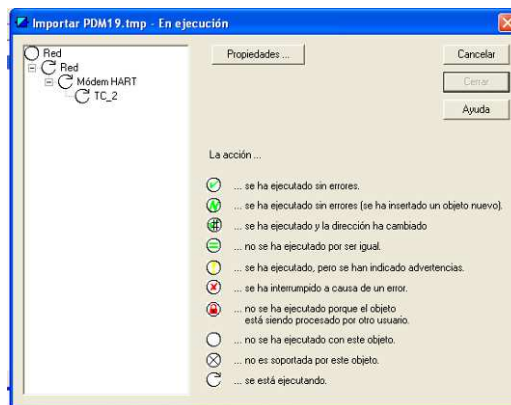 Importar PDM19.tmp - En ejecución
Red
Red
Módem HART
TC_2
Propiedades ...
Cancelar
Cerrar
Ayuda
La acción ...
... se ha ejecutado sin errores.
... se ha ejecutado sin errores (se ha insertado un objeto nuevo).
... se ha ejecutado y la dirección ha cambiado
... no se ha ejecutado por ser igual.
... se ha ejecutado, pero se han indicado advertencias.
... se ha interrumpido a causa de un error.
... no se ha ejecutado porque el objeto
está siendo procesado por otro usuario.
... no se ha ejecutado con este objeto.
... no es soportada por este objeto.
... se está ejecutando.